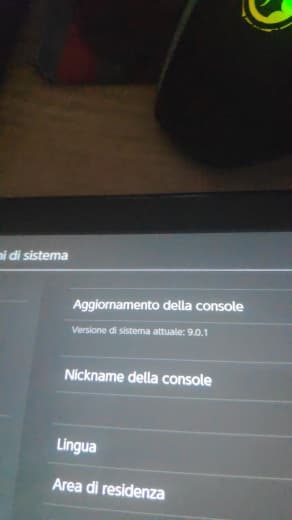 ni di sistema
Aggiornamento della console
Versione di sistema attuale: 9.0.1
Nickname della console
Lingua
Area di residenza